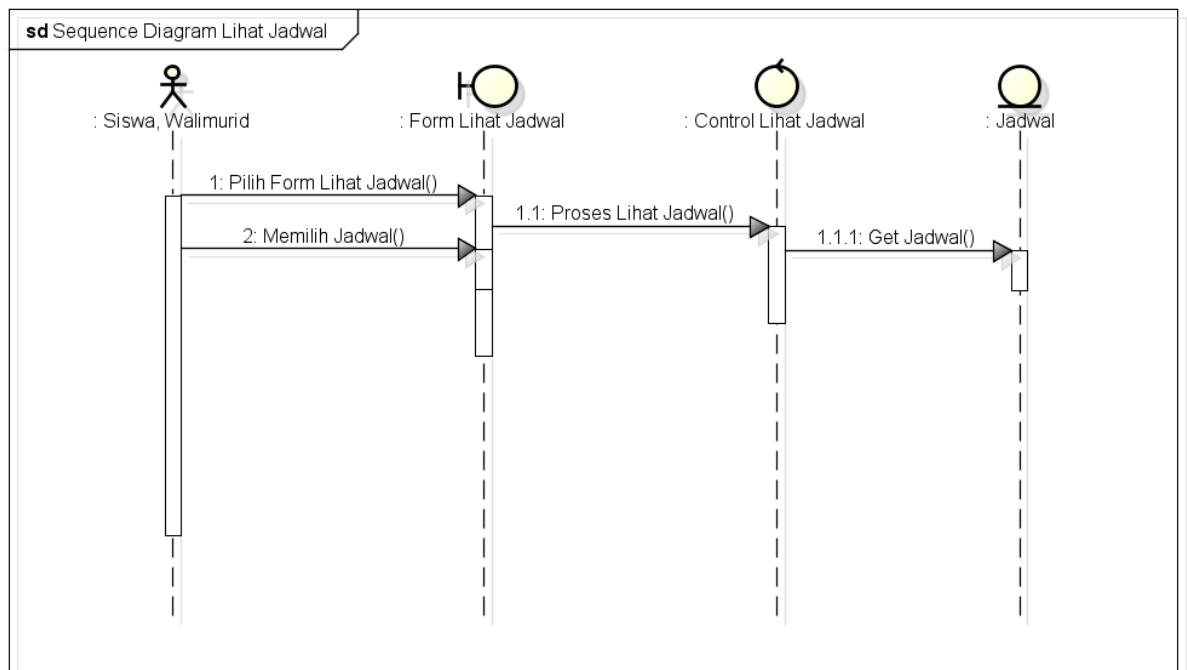 sd Sequence Diagram Lihat Jadwal
: Siswa, Walimurid
: Form Lihat Jadwal
: Control Lihat Jadwal
: Jadwal
1: Pilih Form Lihat Jadwal()
1.1: Proses Lihat Jadwal()
2: Memilih Jadwal()
1.1.1: Get Jadwal()